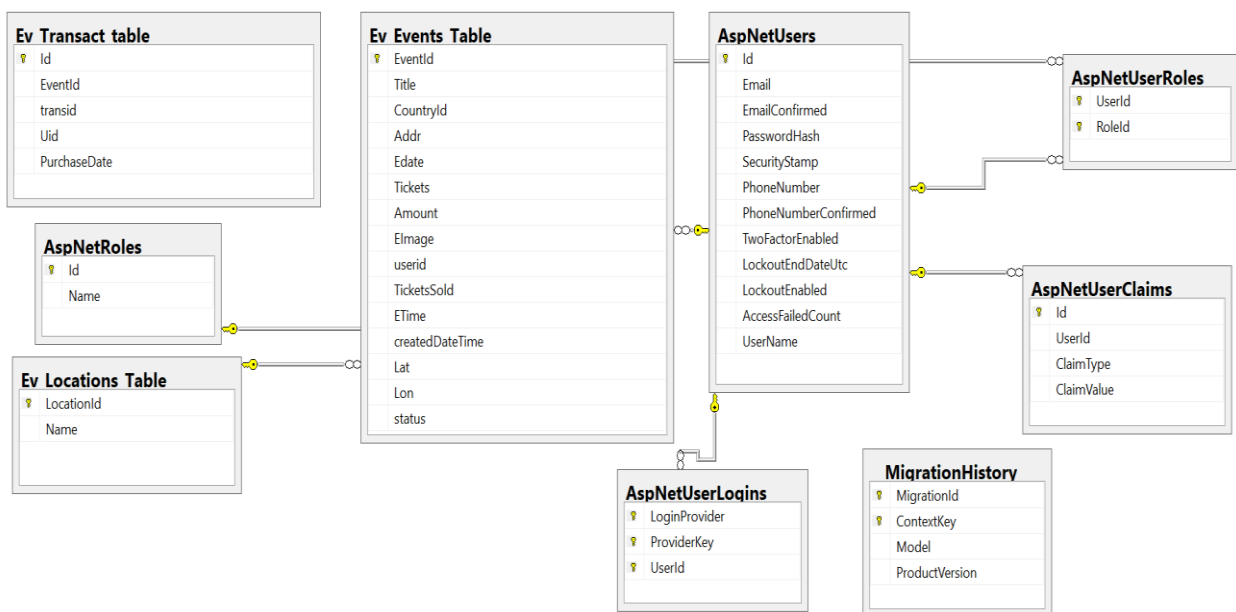 Ev Transact table
Id
EventId
transid
Uid
PurchaseDate
AspNetRoles
Id
Name
Ev Locations Table
LocationId
Name
Ev Events Table
EventId
Title
CountryId
Addr
Edate
Tickets
Amount
EImage
userid
TicketsSold
ETime
createdDateTime
Lat
Lon
status
AspNetUsers
Id
Email
EmailConfirmed
PasswordHash
SecurityStamp
PhoneNumber
PhoneNumberConfirmed
TwoFactorEnabled
LockoutEndDateUtc
LockoutEnabled
AccessFailedCount
UserName
AspNetUserRoles
UserId
RoleId
AspNetUserClaims
Id
UserId
ClaimType
ClaimValue
AspNetUserLogins
LoginProvider
ProviderKey
UserId
MigrationHistory
MigrationId
ContextKey
Model
ProductVersion